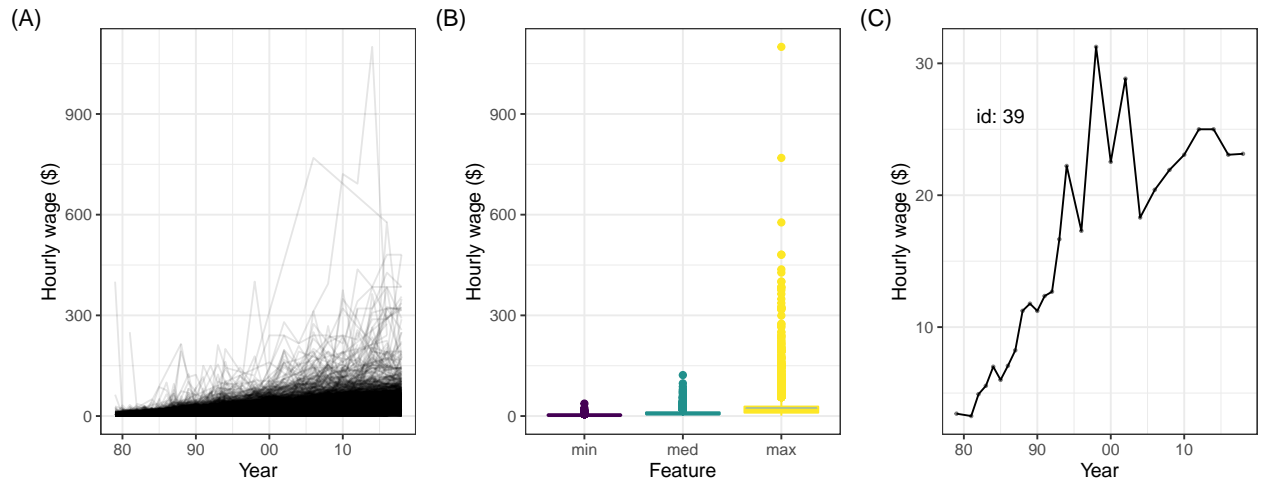 (A)
Hourly wage ($)
900
600
300
0
80 90 00 10
Year
(B)
Hourly wage ($)
900
600
300
0
min med max
Feature
(C)
Hourly wage ($)
30
20
10
id: 39
80 90 00 10
Year